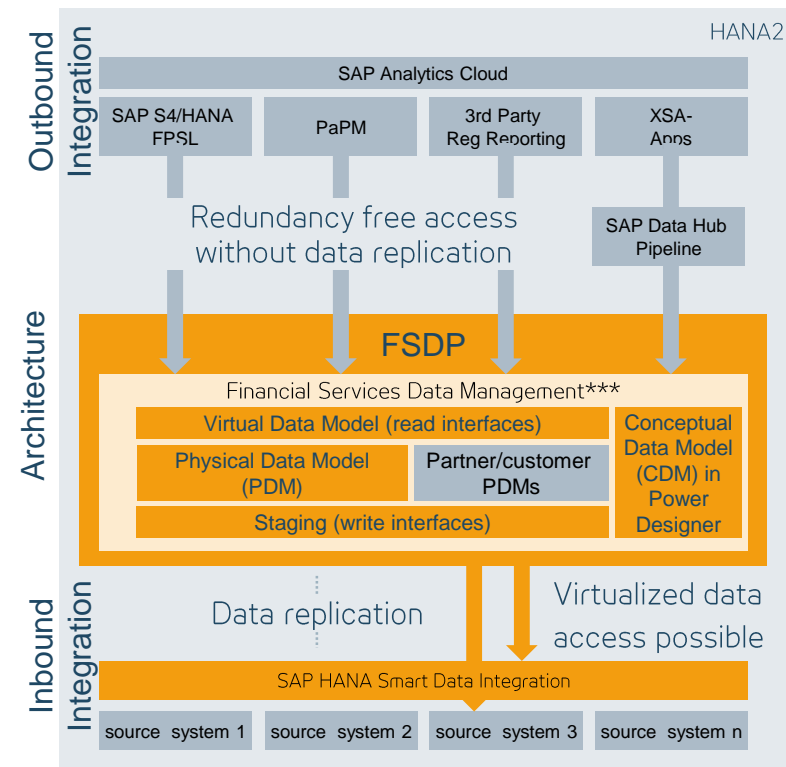 HANA2
Outbound
Integration
SAP Analytics Cloud
SAP S4/HANA
FPSL
PaPM
3rd Party
Reg Reporting
XSA-
Apps
Redundancy free access
without data replication
SAP Data Hub
Pipeline
Architecture
FSDP
Financial Services Data Management***
Virtual Data Model (read interfaces)
Physical Data Model
(PDM)
Partner/customer
PDMs
Staging (write interfaces)
Conceptual
Data Model
(CDM) in
Power
Designer
Inbound
Integration
Data replication
Virtualized data
access possible
SAP HANA Smart Data Integration
source system 1
source system 2
source system 3
source system n